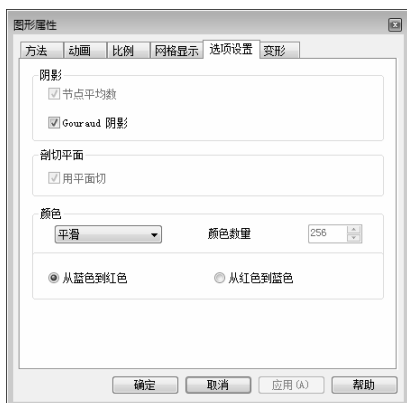 图形属性
方法 动画 比例 网格显示 选项设置 变形
阴影
节点平均数
Gouraud 阴影
剖切平面
用平面切
颜色
平滑 颜色数量 256
从蓝色到红色 从红色到蓝色
确定 取消 应用(A) 帮助